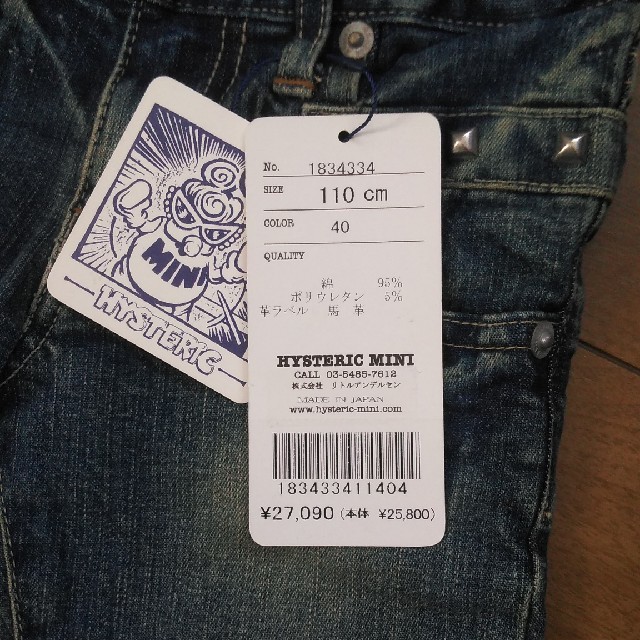 MINI
HYSTERIC
No. 1834334
SIZE 110 cm
COLOR 40
QUALITY
綿 95%
ポリウレタン 5%
革ラベル 馬革
HYSTERIC MINI
CALL 03-5485-7612
株式会社 リトルアンデルセン
MADE IN JAPAN
www.hysteric-mini.com
183433411404
¥27,090 (本体 ¥25,800)